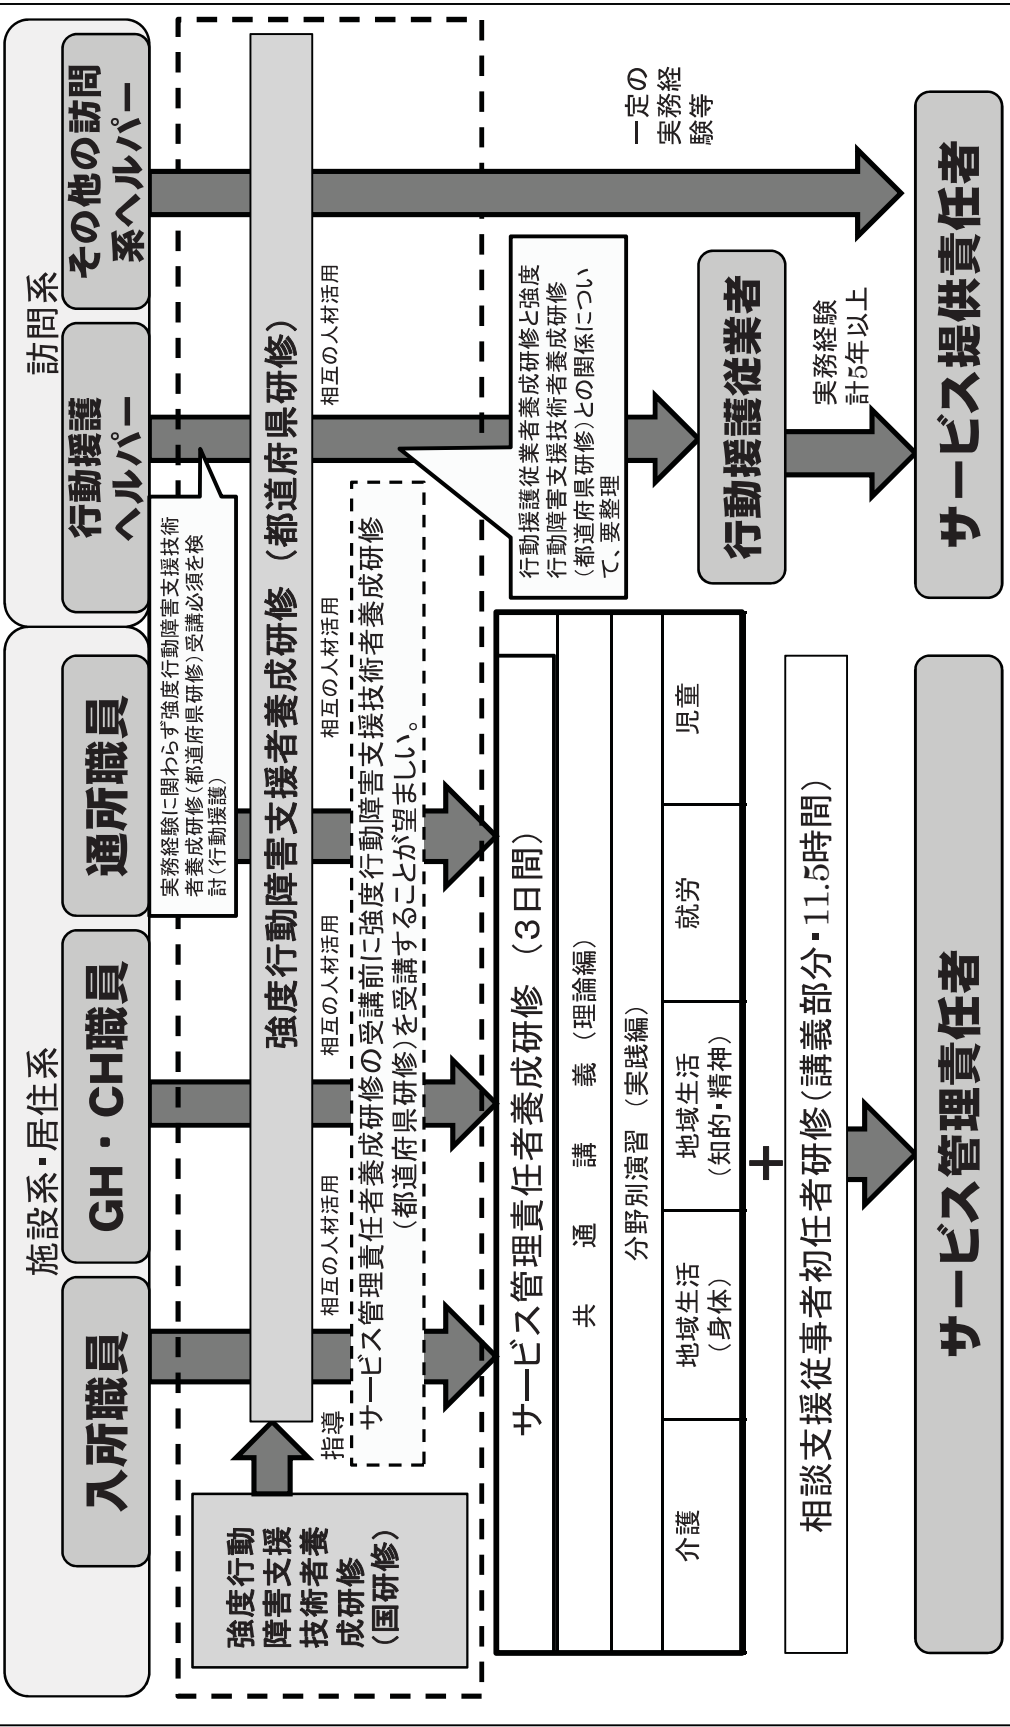 施設系・居住系
訪問系
入所職員
GH・CH職員
通所職員
行動援護
ヘルパー
その他の訪問
系ヘルパー
実務経験に関わらず強度行動障害支援技術
者養成研修(都道府県研修)受講必須を検
討(行動援護)
強度行動
障害支援
技術者養
成研修
(国研修)
強度行動障害支援者養成研修 (都道府県研修)
指導
相互の人材活用
相互の人材活用
相互の人材活用
相互の人材活用
サービス管理責任者養成研修の受講前に強度行動障害支援技術者養成研修
(都道府県研修)を受講することが望ましい。
行動援護従業者養成研修と強度
行動障害支援技術者養成研修
(都道府県研修)との関係につい
て、要整理
一定の
実務経
験等
サービス管理責任者養成研修 (3日間)
共通講義 (理論編)
分野別演習 (実践編)
介護
地域生活
(身体)
地域生活
(知的・精神)
就労
児童
行動援護従業者
+
相談支援従事者初任者研修(講義部分・11.5時間)
実務経験
計5年以上
サービス管理責任者
サービス提供責任者